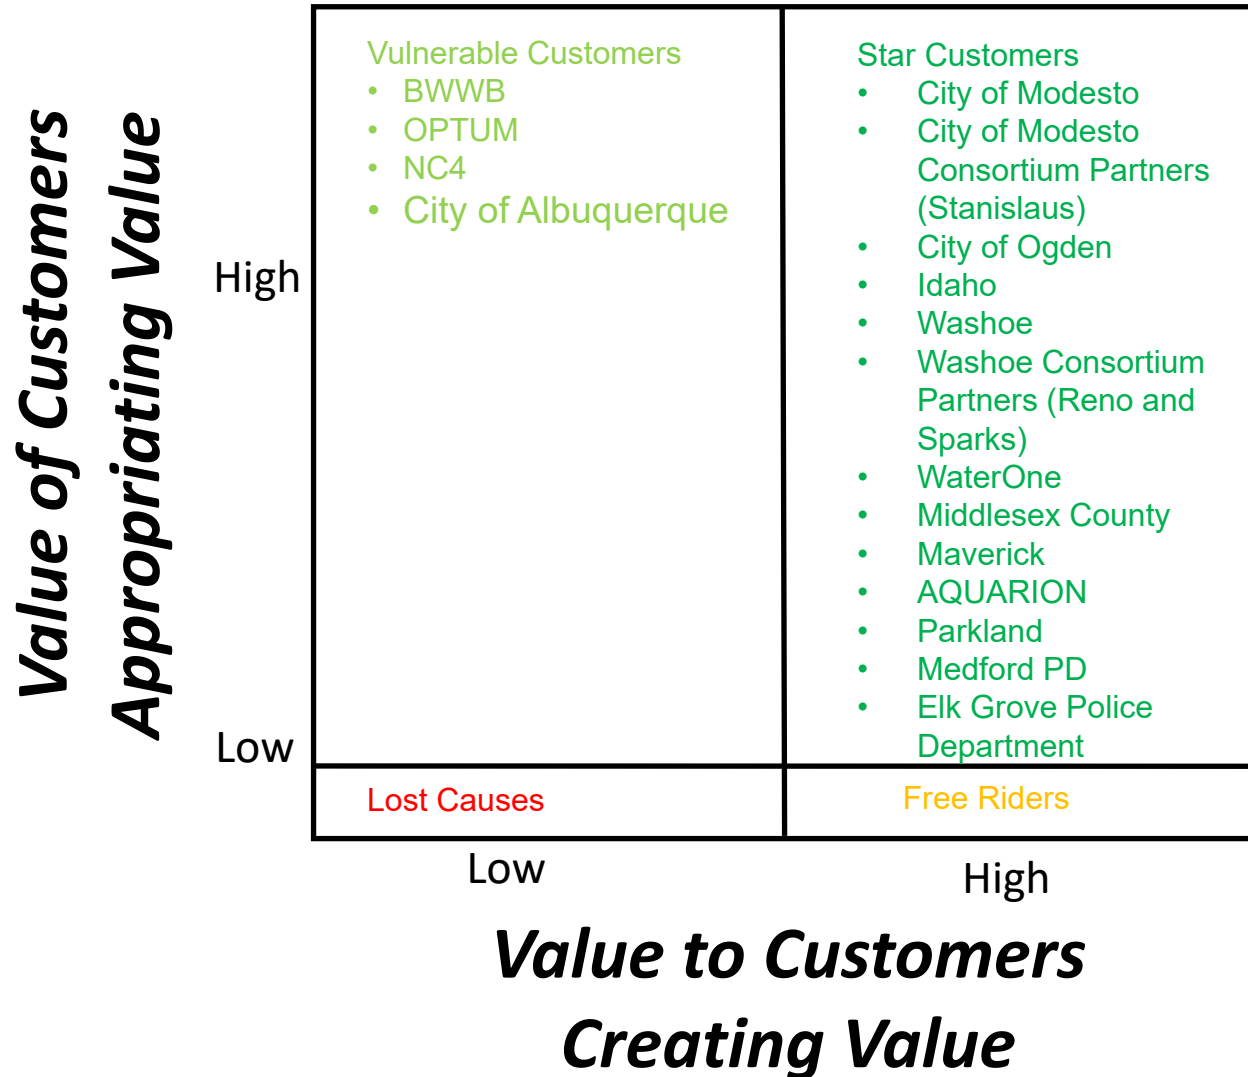 Value of Customers
Appropriating Value
High
Low
Vulnerable Customers
• BWWB
• OPTUM
• NC4
• City of Albuquerque
Star Customers
• City of Modesto
• City of Modesto
Consortium Partners
(Stanislaus)
• City of Ogden
• Idaho
• Washoe
• Washoe Consortium
Partners (Reno and
Sparks)
• WaterOne
• Middlesex County
• Maverick
• AQUARION
• Parkland
• Medford PD
• Elk Grove Police
Department
Lost Causes
Free Riders
Low
High
Value to Customers
Creating Value